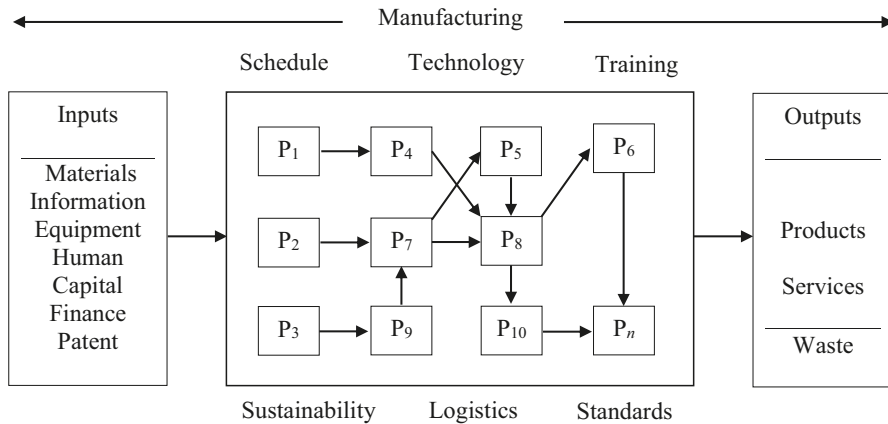 Manufacturing
Schedule Technology Training
Inputs
Materials
Information
Equipment
Human
Capital
Finance
Patent
P1 P4 P5 P6
P2 P7 P8
P3 P9 P10 Pn
Sustainability Logistics Standards
Outputs
Products
Services
Waste